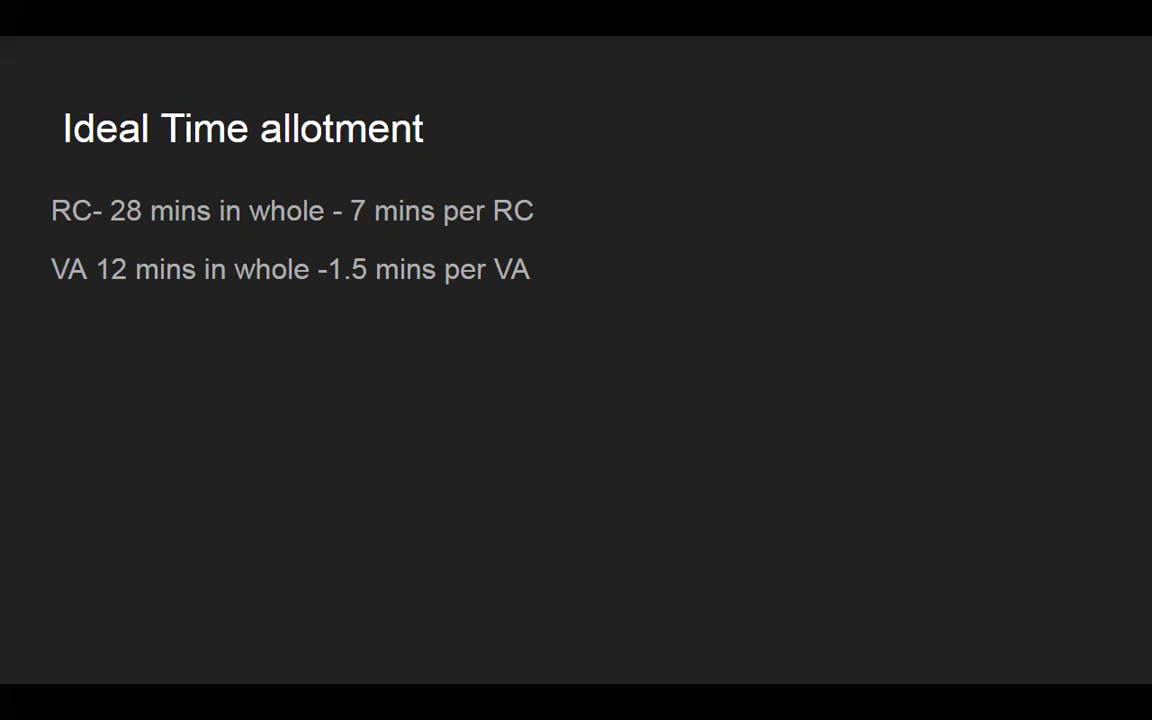 Ideal Time allotment
RC- 28 mins in whole - 7 mins per RC
VA 12 mins in whole -1.5 mins per VA